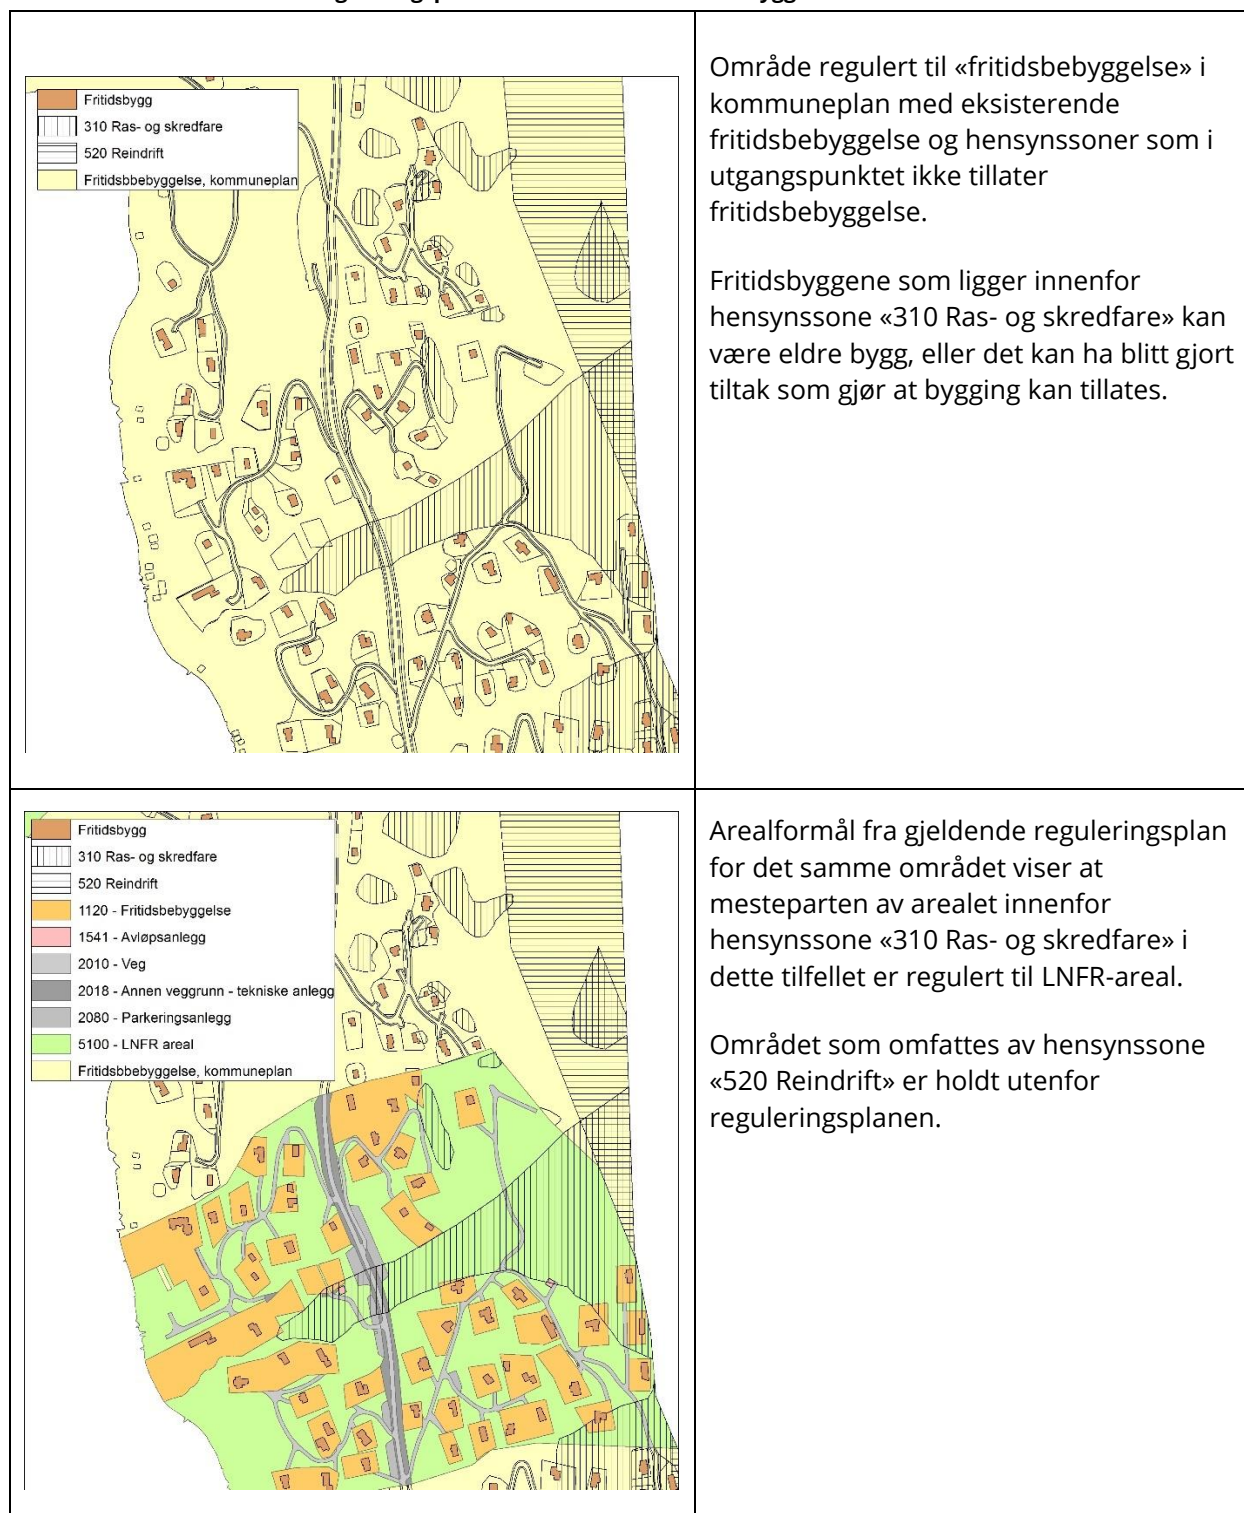 Fritidsbygg
310 Ras- og skredfare
520 Reindrift
Fritidsbbebyggelse, kommuneplan
Område regulert til «fritidsbebyggelse» i
kommuneplan med eksisterende
fritidsbebyggelse og hensynssoner som i
utgangspunktet ikke tillater
fritidsbebyggelse.
Fritidsbyggene som ligger innenfor
hensynssone «310 Ras- og skredfare» kan
være eldre bygg, eller det kan ha blitt gjort
tiltak som gjør at bygging kan tillates.
Fritidsbygg
310 Ras- og skredfare
520 Reindrift
1120 - Fritidsbebyggelse
1541 - Avløpsanlegg
2010 - Veg
2018 - Annen veggrunn - tekniske anlegg
2080 - Parkeringsanlegg
5100 - LNFR areal
Fritidsbbebyggelse, kommuneplan
Arealformål fra gjeldende reguleringsplan
for det samme området viser at
mesteparten av arealet innenfor
hensynssone «310 Ras- og skredfare» i
dette tilfellet er regulert til LNFR-areal.
Området som omfattes av hensynssone
«520 Reindrift» er holdt utenfor
reguleringsplanen.